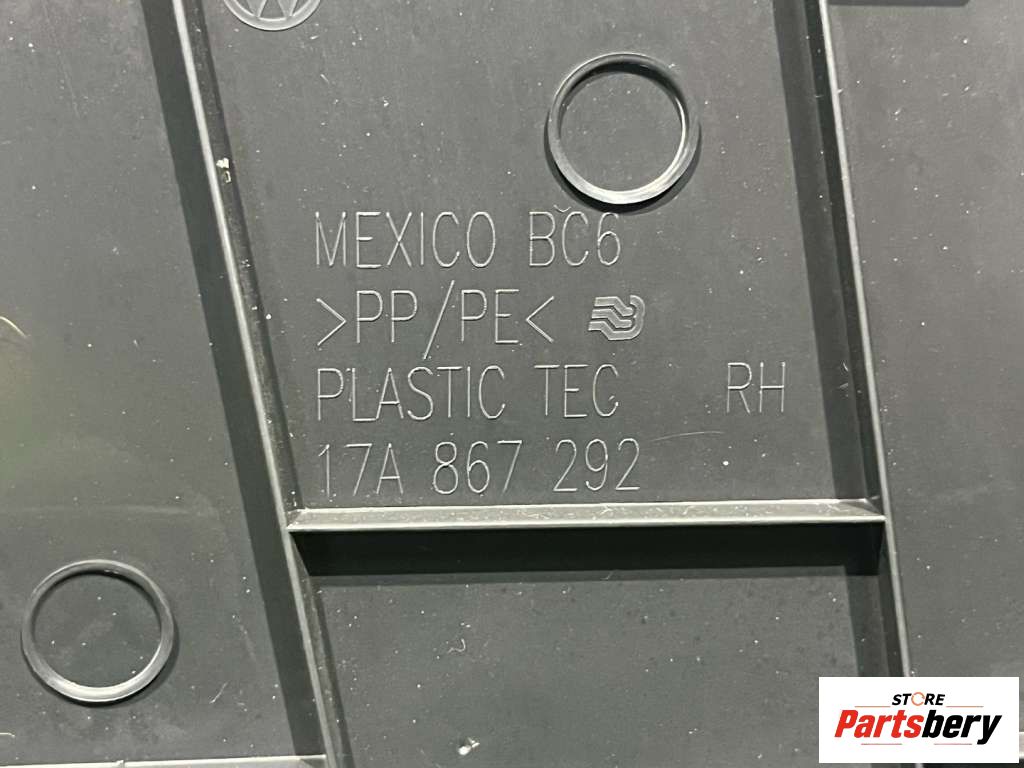 MEXICO BC6
>PP/PE<
PLASTIC TEC RH
17A 867 292
STORE
Partsbery